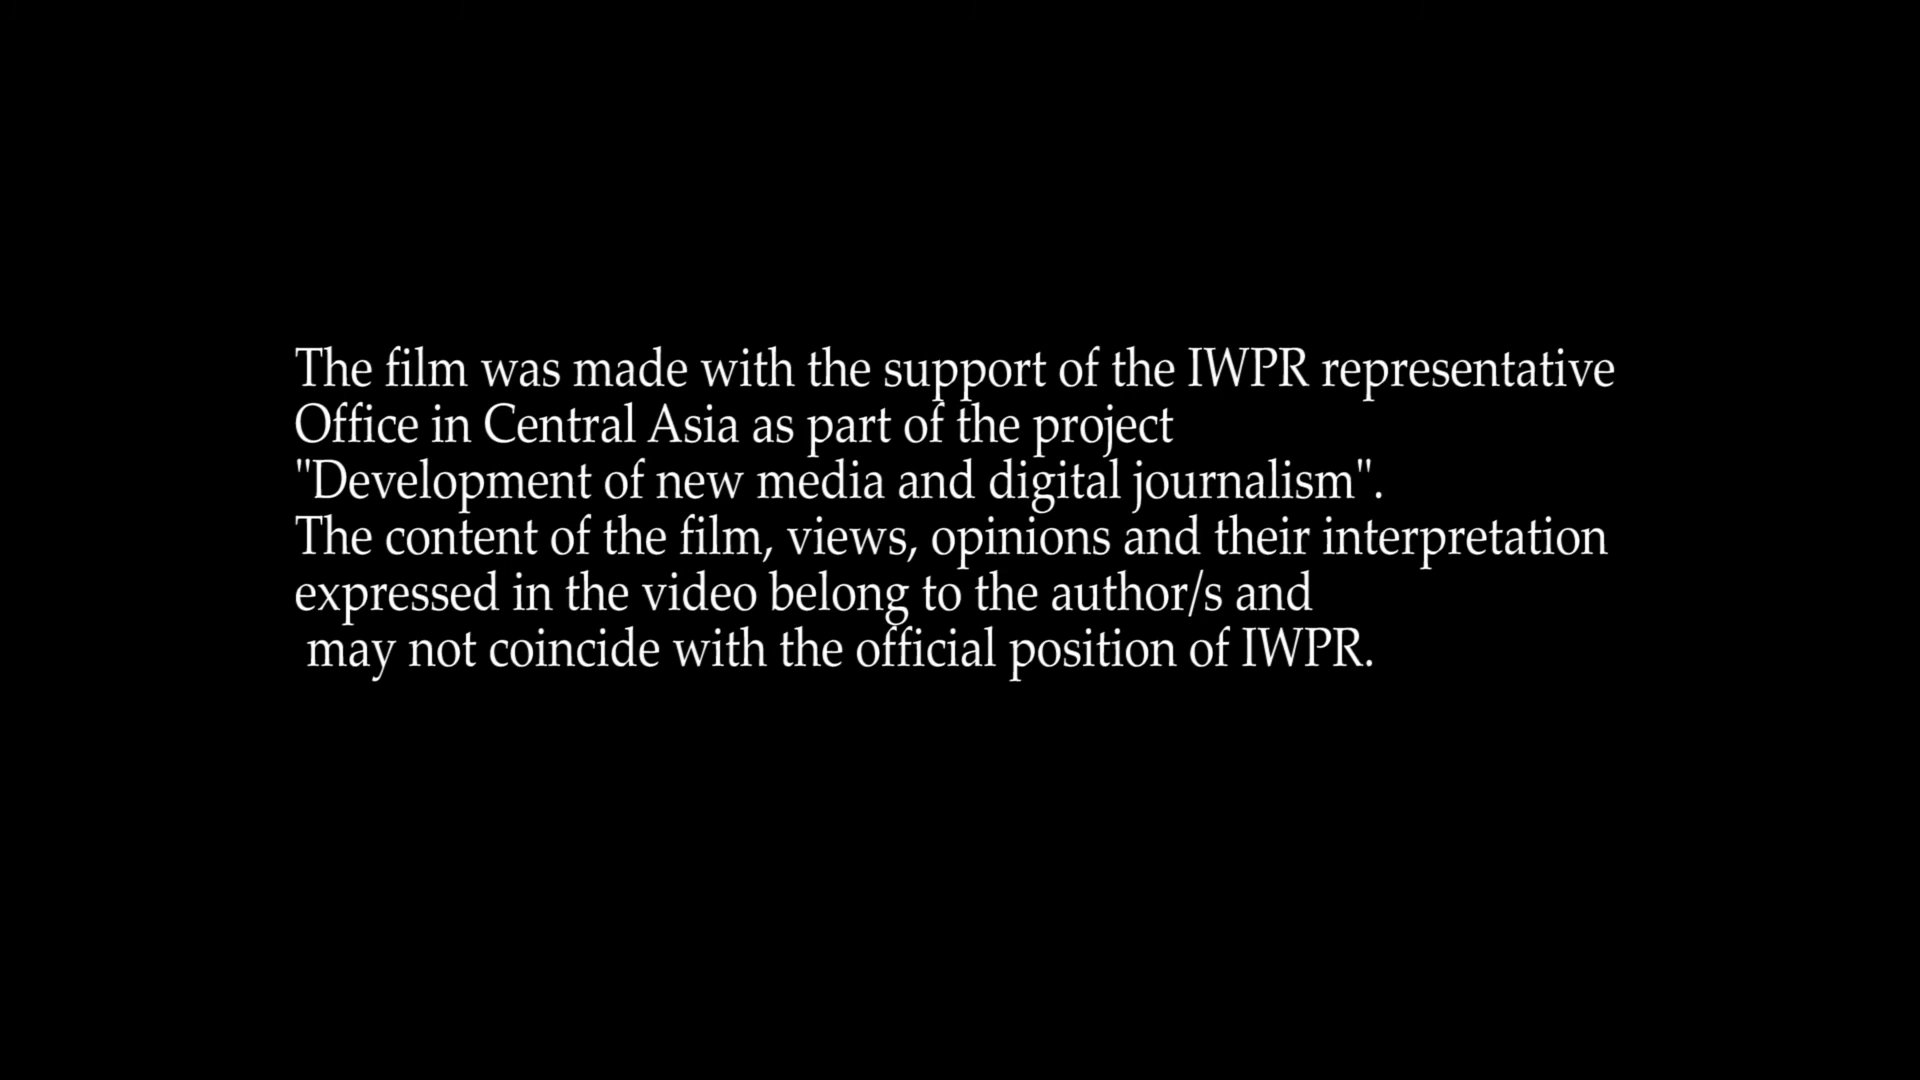 The film was made with the support of the IWPR representative
Office in Central Asia as part of the project
"Development of new media and digital journalism".
The content of the film, views, opinions and their interpretation
expressed in the video belong to the author/s and
may not coincide with the official position of IWPR.